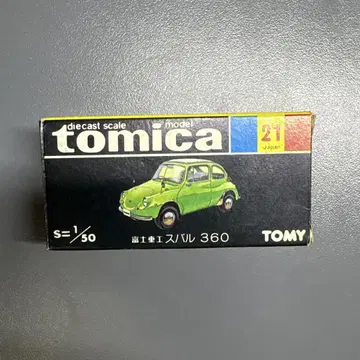 diecast scale model
tomica
21
Japan
S=1/50
富士重工 スバル 360
TOMY